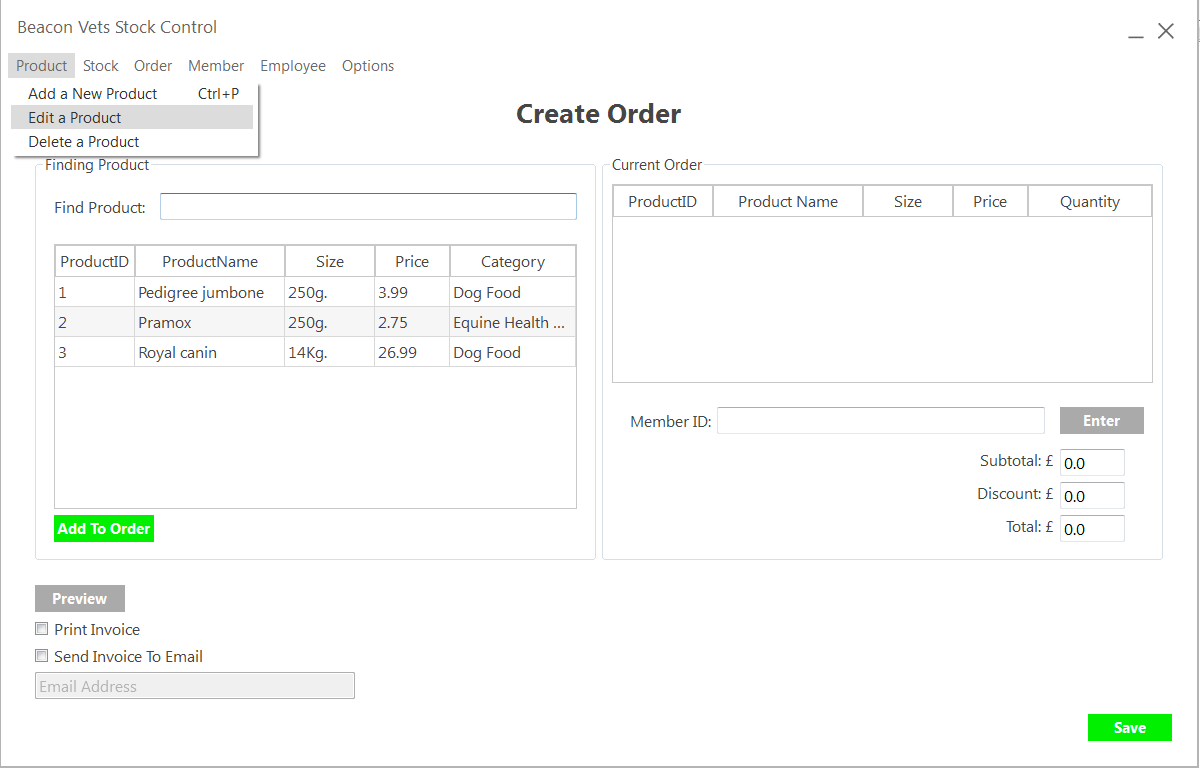 Beacon Vets Stock Control
Product Stock Order Member Employee Options
Add a New Product Ctrl+P
Edit a Product
Delete a Product
Create Order
Finding Product
Find Product:
ProductID ProductName Size Price Category
1 Pedigree jumbone 250g. 3.99 Dog Food
2 Pramox 250g. 2.75 Equine Health ...
3 Royal canin 14Kg. 26.99 Dog Food
Add To Order
Current Order
ProductID Product Name Size Price Quantity
Member ID: Enter
Subtotal: £ 0.0
Discount: £ 0.0
Total: £ 0.0
Preview
Print Invoice
Send Invoice To Email
Email Address
Save